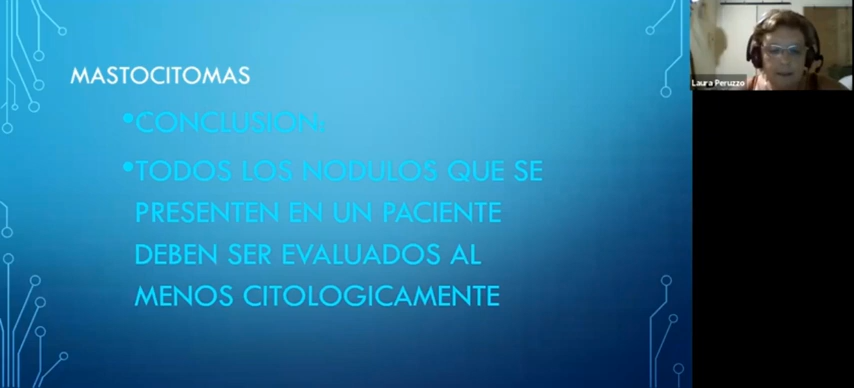 MASTOCITOMAS
•CONCLUSION:
•TODOS LOS NODULOS QUE SE
PRESENTEN EN UN PACIENTE
DEBEN SER EVALUADOS AL
MENOS CITOLOGICAMENTE
Laura Peruzzo